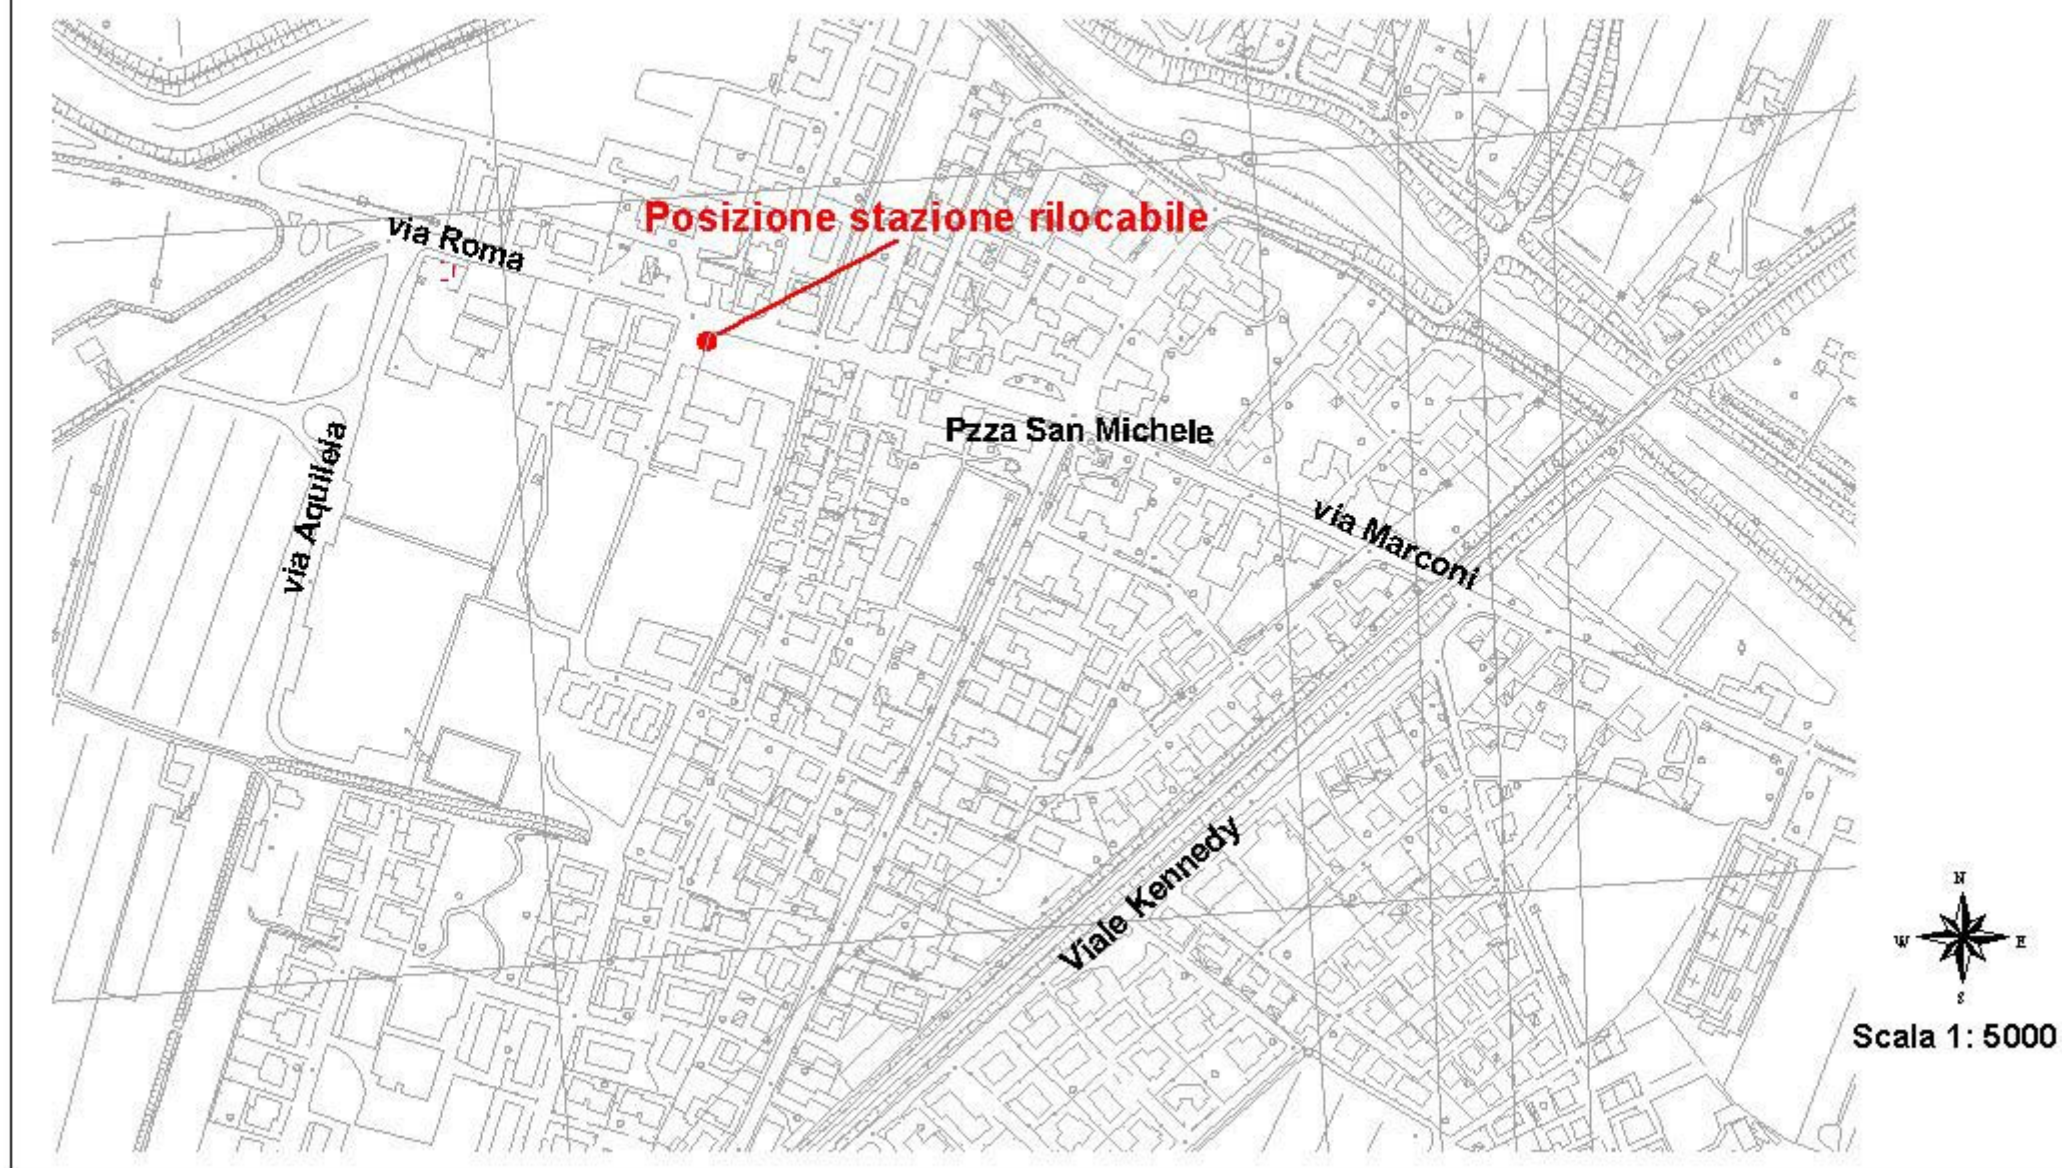 Posizione stazione rilocabile
via Roma
Pzza San Michele
via Aquileia
via Marconi
Viale Kennedy
N
W E
S
Scala 1: 5000